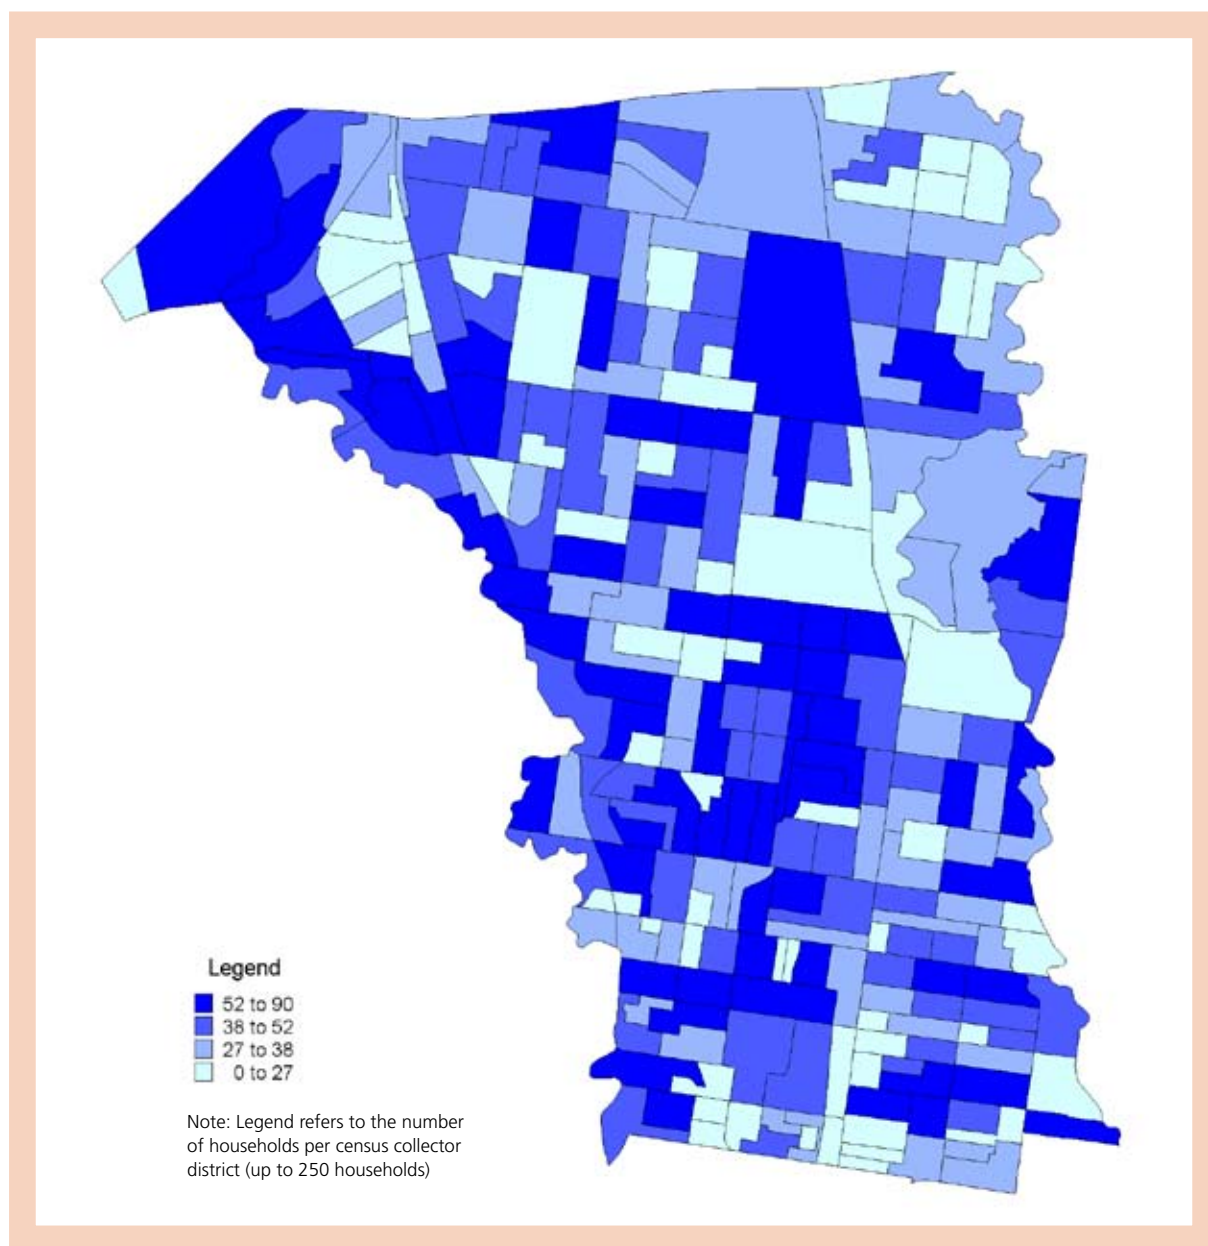 Legend
52 to 90
38 to 52
27 to 38
0 to 27
Note: Legend refers to the number
of households per census collector
district (up to 250 households)